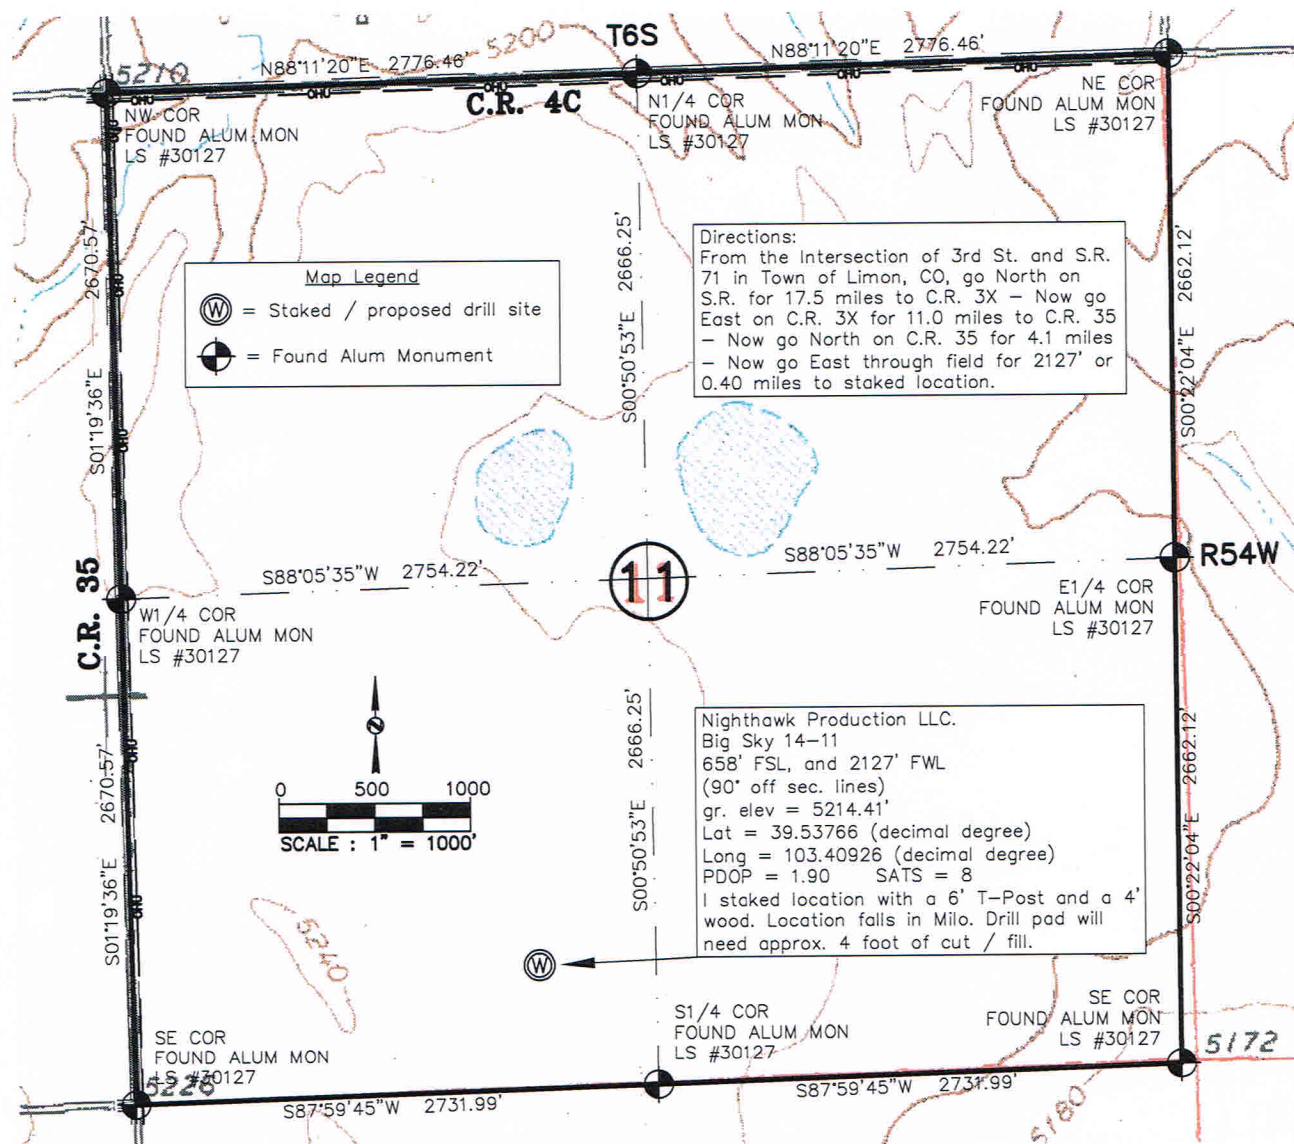 T6S
5200
5210
N88°11'20"E 2776.46'
N88°11'20"E 2776.46'
OHU
OHU
OHU
OHU
OHU
OHU
C.R. 4C
NW COR
FOUND ALUM MON
LS #30127
N1/4 COR
FOUND ALUM MON
LS #30127
NE COR
FOUND ALUM MON
LS #30127
OHU
OHU
OHU
2670.57'
S01°19'36"E
2666.25'
S00°50'53"E
2662.12'
S00°22'04"E
Map Legend
W = Staked / proposed drill site
= Found Alum Monument
Directions:
From the Intersection of 3rd St. and S.R.
71 in Town of Limon, CO, go North on
S.R. for 17.5 miles to C.R. 3X – Now go
East on C.R. 3X for 11.0 miles to C.R. 35
– Now go North on C.R. 35 for 4.1 miles
– Now go East through field for 2127' or
0.40 miles to staked location.
S88°05'35"W 2754.22'
11
S88°05'35"W 2754.22'
R54W
C.R. 35
W1/4 COR
FOUND ALUM MON
LS #30127
E1/4 COR
FOUND ALUM MON
LS #30127
N
0 500 1000
SCALE : 1" = 1000'
2670.57'
S01°19'36"E
OHU
OHU
2666.25'
S00°50'53"E
2662.12'
S00°22'04"E
Nighthawk Production LLC.
Big Sky 14–11
658' FSL, and 2127' FWL
(90° off sec. lines)
gr. elev = 5214.41'
Lat = 39.53766 (decimal degree)
Long = 103.40926 (decimal degree)
PDOP = 1.90 SATS = 8
I staked location with a 6' T–Post and a 4'
wood. Location falls in Milo. Drill pad will
need approx. 4 foot of cut / fill.
5240
W
SE COR
FOUND ALUM MON
LS #30127
5226
S1/4 COR
FOUND ALUM MON
LS #30127
SE COR
FOUND ALUM MON
LS #30127
5172
S87°59'45"W 2731.99'
S87°59'45"W 2731.99'
5180